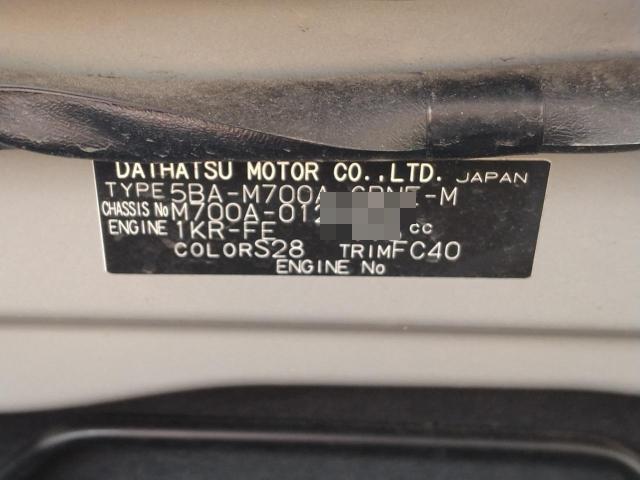 DAIHATSU MOTOR CO.,LTD. JAPAN
TYPE 5BA-M700A- -M
CHASSIS No M700A-012
ENGINE 1KR-FE cc
COLOR S28 TRIM FC40
ENGINE No